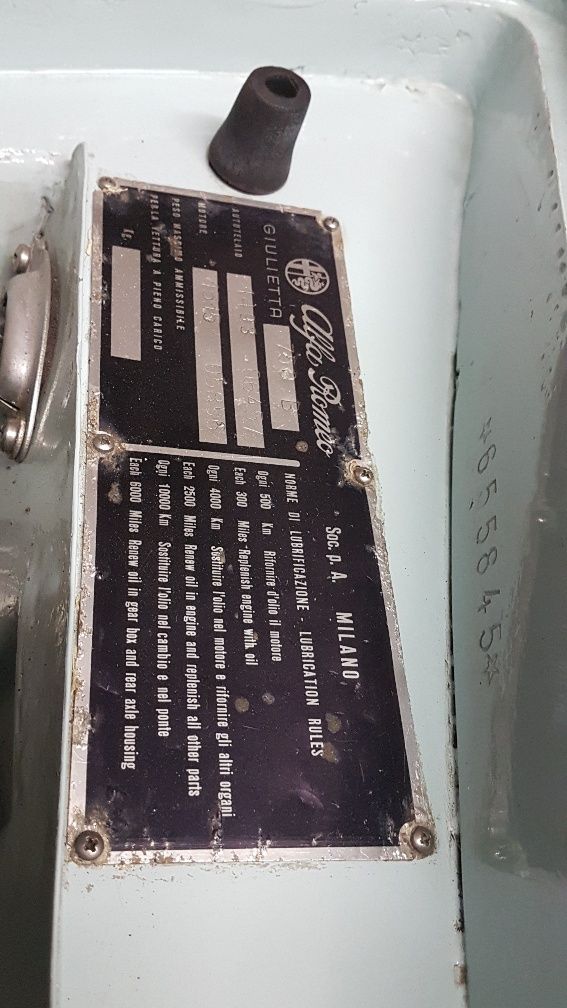 Alfa Romeo
GIULIETTA
AUTOTELAIO
MOTORE 1315
PESO MASSIMO AMMISSIBILE
PER LA VETTURA A PIENO CARICO
Kg.
Soc. p. A. MILANO
NORME DI LUBRIFICAZIONE - LUBRICATION RULES
Ogni 500 Km Rifornire d'olio il motore
Each 300 Miles Replenish engine with oil
Ogni 4000 Km Sostituire l'olio nel motore e rifornire gli altri organi
Each 2500 Miles Renew oil in engine and replenish all other parts
Ogni 10000 Km Sostituire l'olio nel cambio e nel ponte
Each 6000 Miles Renew oil in gear box and rear axle housing
*655845*